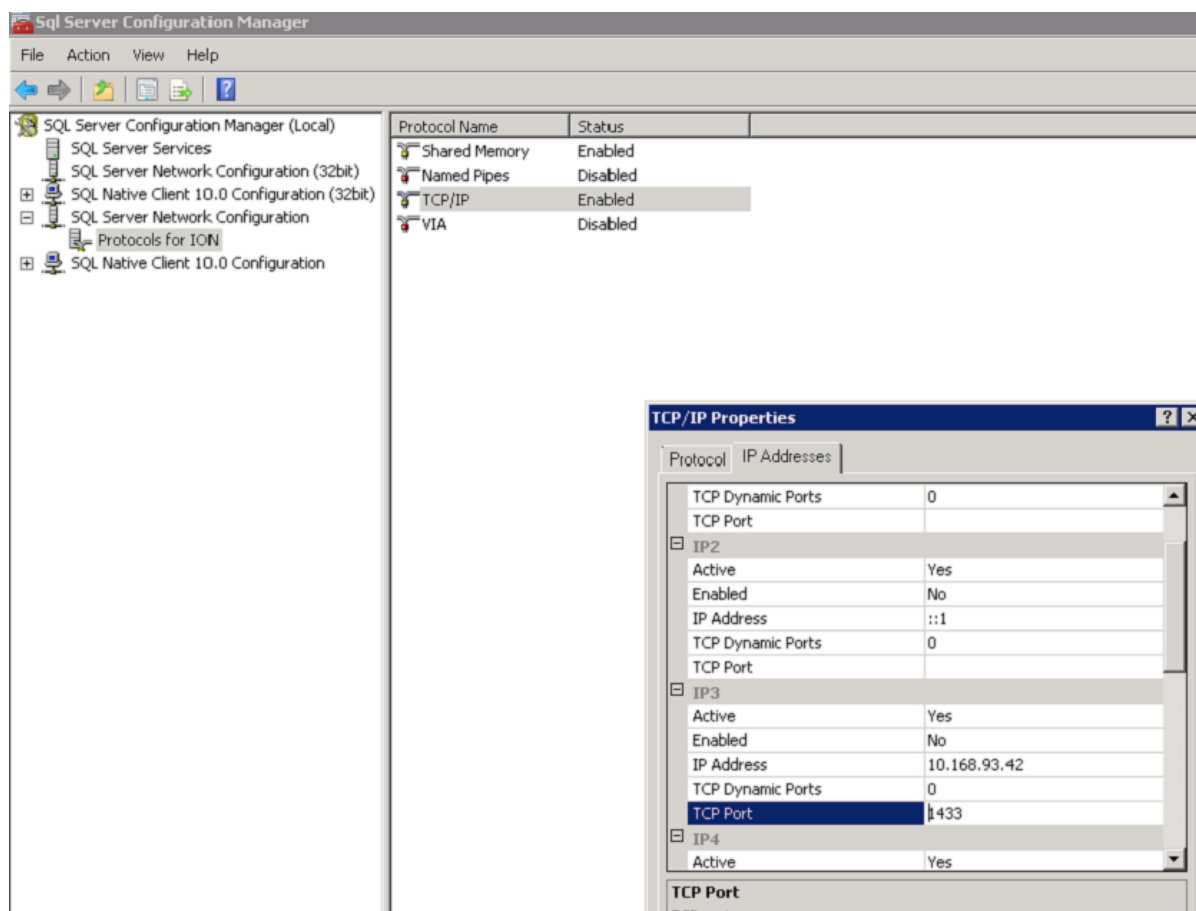 Sql Server Configuration Manager
File Action View Help
SQL Server Configuration Manager (Local)
SQL Server Services
SQL Server Network Configuration (32bit)
SQL Native Client 10.0 Configuration (32bit)
SQL Server Network Configuration
Protocols for ION
SQL Native Client 10.0 Configuration
Protocol Name Status
Shared Memory Enabled
Named Pipes Disabled
TCP/IP Enabled
VIA Disabled
TCP/IP Properties
Protocol IP Addresses
TCP Dynamic Ports 0
TCP Port
IP2
Active Yes
Enabled No
IP Address ::1
TCP Dynamic Ports 0
TCP Port
IP3
Active Yes
Enabled No
IP Address 10.168.93.42
TCP Dynamic Ports 0
TCP Port 1433
IP4
Active Yes
TCP Port